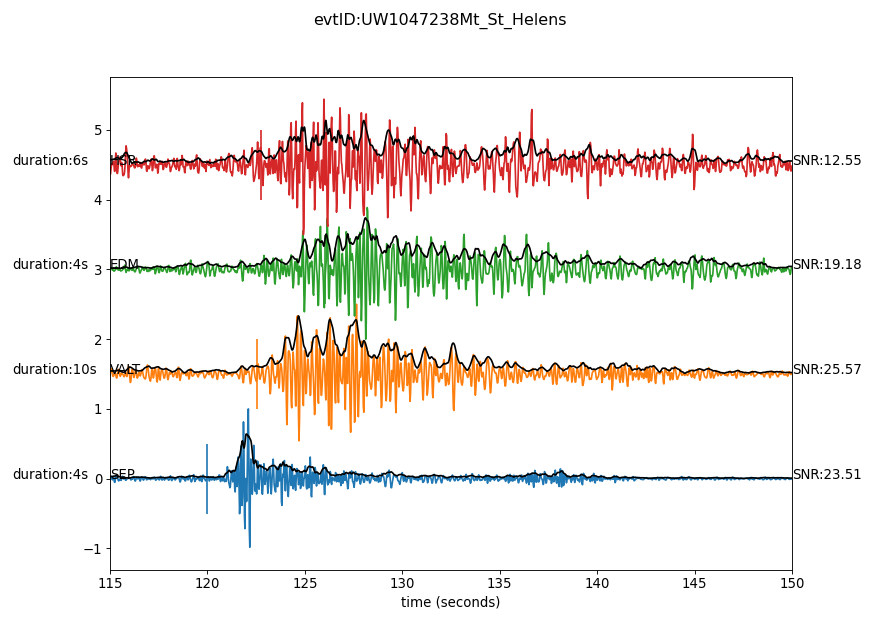 evtID:UW1047238Mt_St_Helens
5
duration:6s HSR SNR:12.55
4
duration:4s EDM SNR:19.18
3
2
duration:10s VALT SNR:25.57
1
duration:4s SEP SNR:23.51
0
−1
115 120 125 130 135 140 145 150
time (seconds)